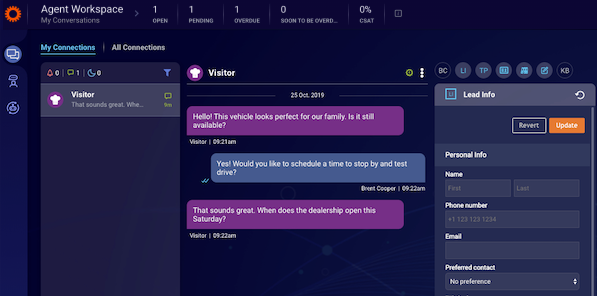 Agent Workspace
My Conversations
1
OPEN
1
PENDING
1
OVERDUE
0
SOON TO BE OVERD...
0%
CSAT
My Connections
All Connections
0
1
0
Visitor
That sounds great. Whe...
9m
Visitor
25 Oct. 2019
Hello! This vehicle looks perfect for our family. Is it still
available?
Visitor | 09:21am
Yes! Would you like to schedule a time to stop by and test
drive?
Brent Cooper | 09:22am
That sounds great. When does the dealership open this
Saturday?
Visitor | 09:22am
BC
LI
TP
KB
LI
Lead Info
Revert
Update
Personal Info
Name
First
Last
Phone number
+1 123 123 1234
Email
Preferred contact
No preference